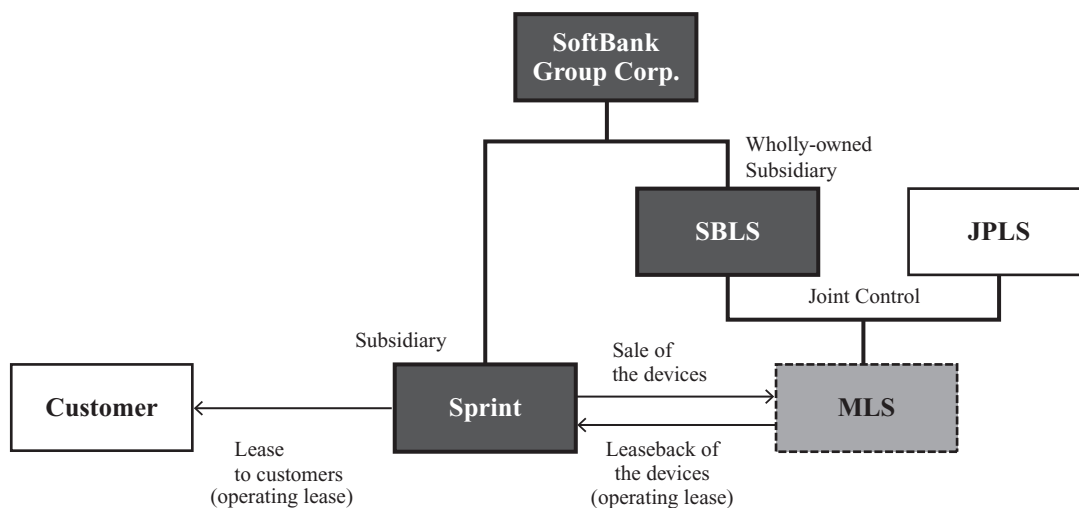 SoftBank
Group Corp.
Wholly-owned
Subsidiary
SBLS
JPLS
Joint Control
Subsidiary
Sale of
the devices
Customer
Sprint
MLS
Lease
to customers
(operating lease)
Leaseback of
the devices
(operating lease)